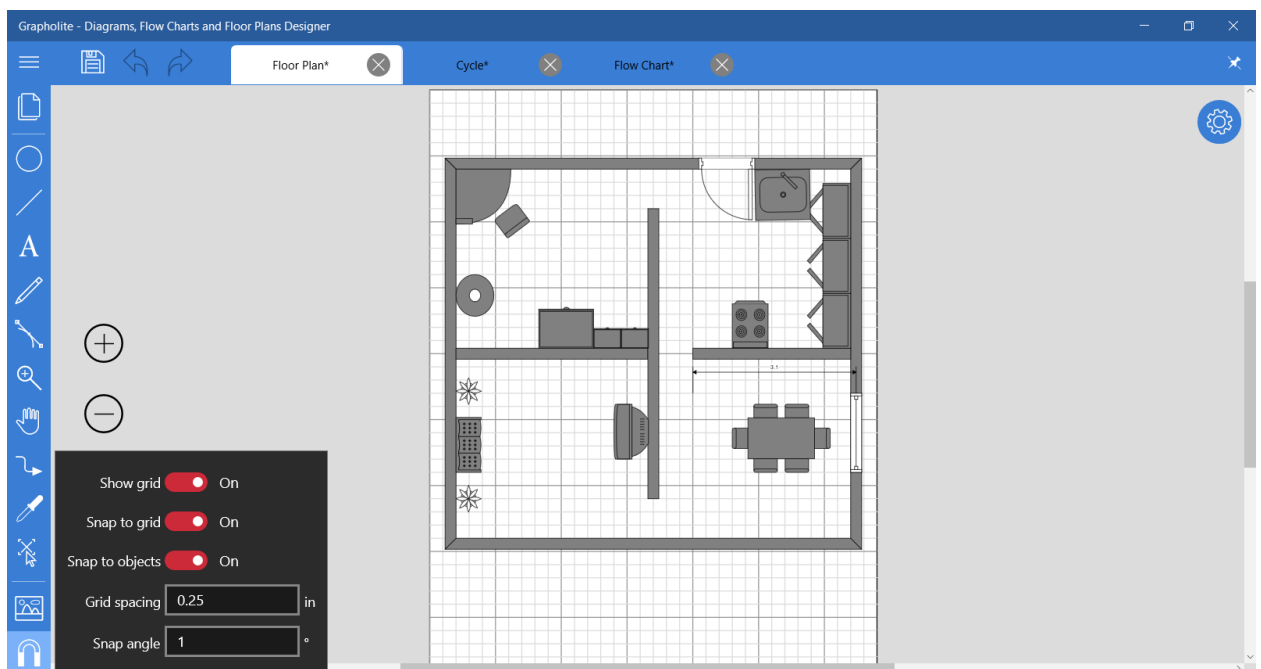 Grapholite - Diagrams, Flow Charts and Floor Plans Designer
Floor Plan*
Cycle*
Flow Chart*
A
3.1
Show grid On
Snap to grid On
Snap to objects On
Grid spacing 0.25 in
Snap angle 1 °